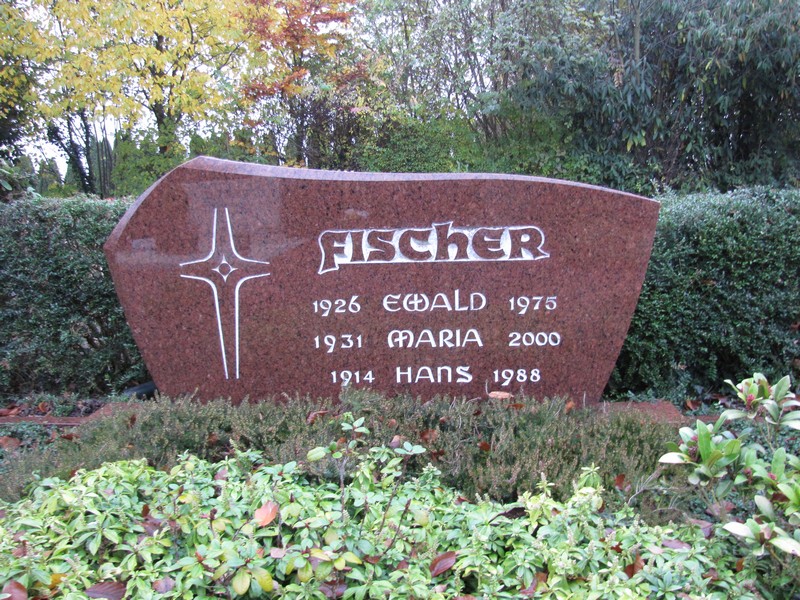 FISCHER
1926 EWALD 1975
1931 MARIA 2000
1914 HANS 1988